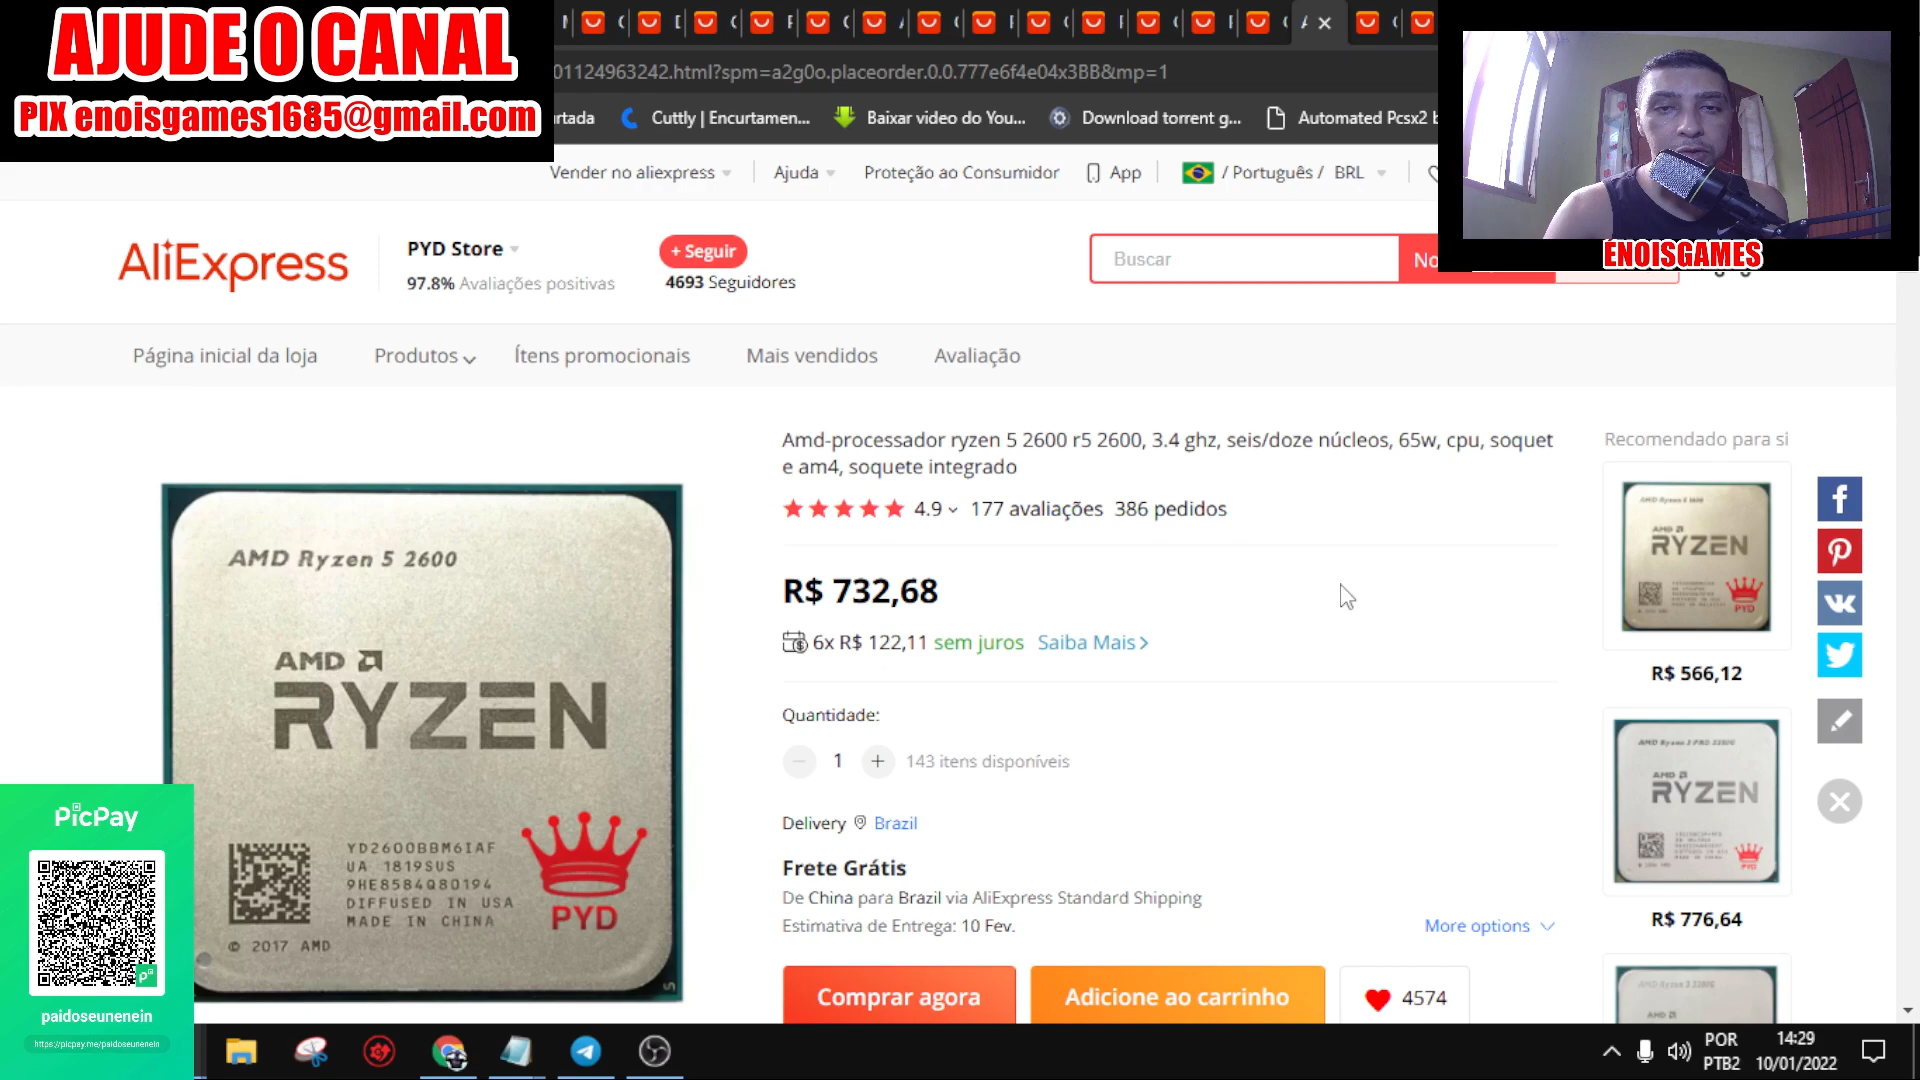 AJUDE O CANAL
PIX enoisgames1685@gmail.com
01124963242.html?spm=a2g0o.placeorder.0.0.777e6f4e04x3BB&mp=1
rtada
Cuttly | Encurtamen...
Baixar video do You...
Download torrent g...
Automated Pcsx2 b
ENOISGAMES
Vender no aliexpress
Ajuda
Proteção ao Consumidor
App
/ Português / BRL
AliExpress
PYD Store
97.8% Avaliações positivas
+ Seguir
4693 Seguidores
Buscar
No
Página inicial da loja
Produtos
Ítens promocionais
Mais vendidos
Avaliação
Amd-processador ryzen 5 2600 r5 2600, 3.4 ghz, seis/doze núcleos, 65w, cpu, soquet
e am4, soquete integrado
4.9
177 avaliações
386 pedidos
R$ 732,68
6x R$ 122,11 sem juros Saiba Mais
Quantidade:
1
143 itens disponíveis
Delivery Brazil
Frete Grátis
De China para Brazil via AliExpress Standard Shipping
Estimativa de Entrega: 10 Fev.
More options
Comprar agora
Adicione ao carrinho
4574
AMD Ryzen 5 2600
AMD
RYZEN
YD2600BBM6IAF
UA 1819SUS
9HE8584Q80194
DIFFUSED IN USA
MADE IN CHINA
© 2017 AMD
PYD
Recomendado para si
AMD
RYZEN
PYD
R$ 566,12
AMD
RYZEN
PYD
R$ 776,64
AMD
PicPay
paidoseunenein
https://picpay.me/paidoseunenein
POR
PTB2
14:29
10/01/2022